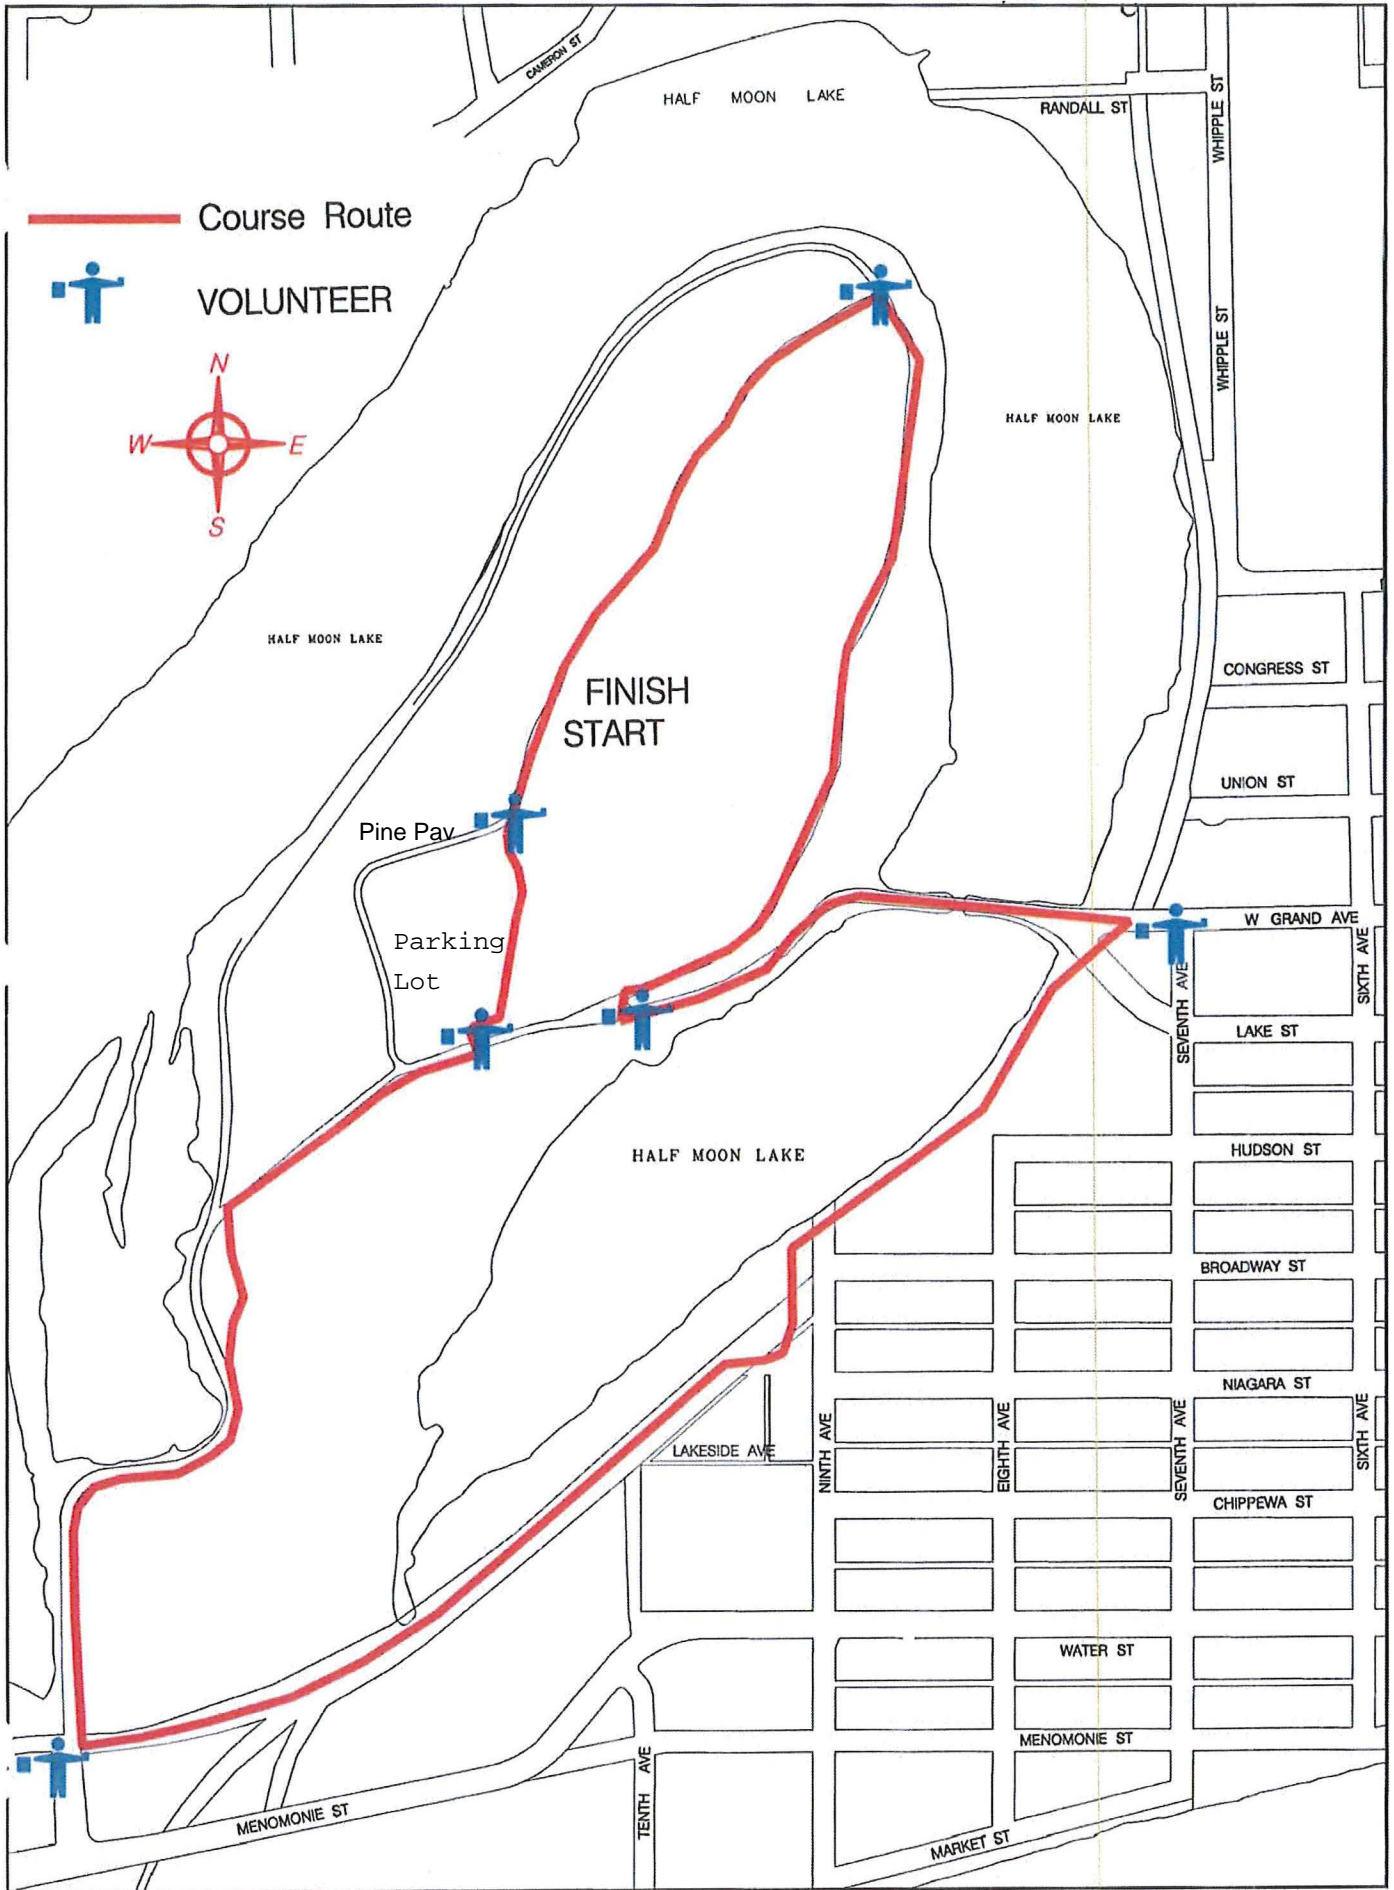 CAMERON ST
HALF MOON LAKE
RANDALL ST
WHIPPLE ST
Course Route
VOLUNTEER
N
W E
S
WHIPPLE ST
HALF MOON LAKE
HALF MOON LAKE
CONGRESS ST
FINISH
START
UNION ST
Pine Pav
Parking
Lot
W GRAND AVE
SIXTH AVE
SEVENTH AVE
LAKE ST
HALF MOON LAKE
HUDSON ST
BROADWAY ST
NIAGARA ST
LAKESIDE AVE
NINTH AVE
EIGHTH AVE
SEVENTH AVE
SIXTH AVE
CHIPPEWA ST
WATER ST
MENOMONIE ST
TENTH AVE
MENOMONIE ST
MARKET ST